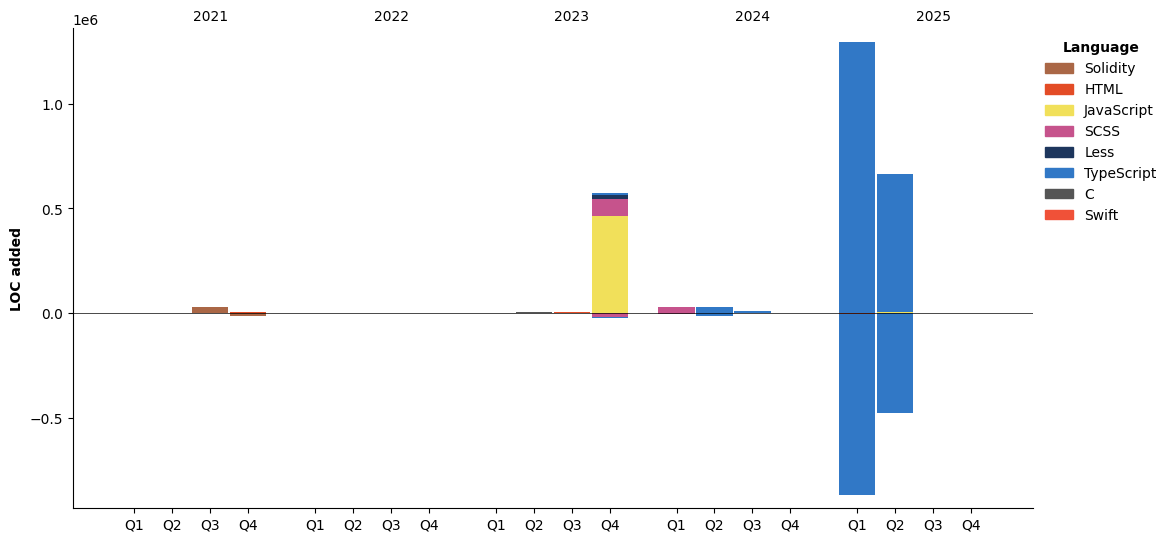 1e6
2021 2022 2023 2024 2025
Language
Solidity
HTML
JavaScript
SCSS
Less
TypeScript
C
Swift
LOC added
1.0
0.5
0.0
−0.5
Q1 Q2 Q3 Q4 Q1 Q2 Q3 Q4 Q1 Q2 Q3 Q4 Q1 Q2 Q3 Q4 Q1 Q2 Q3 Q4